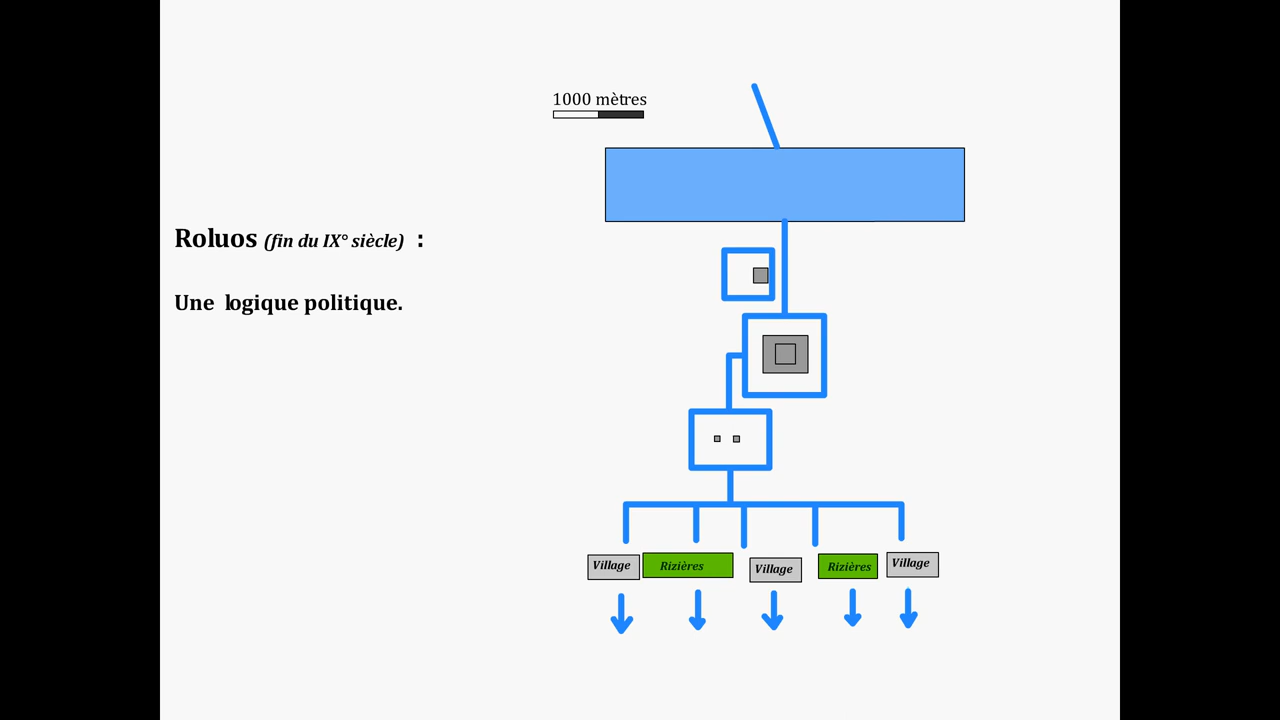 1000 mètres
Roluos (fin du IX° siècle) :
Une logique politique.
Village
Rizières
Village
Rizières
Village